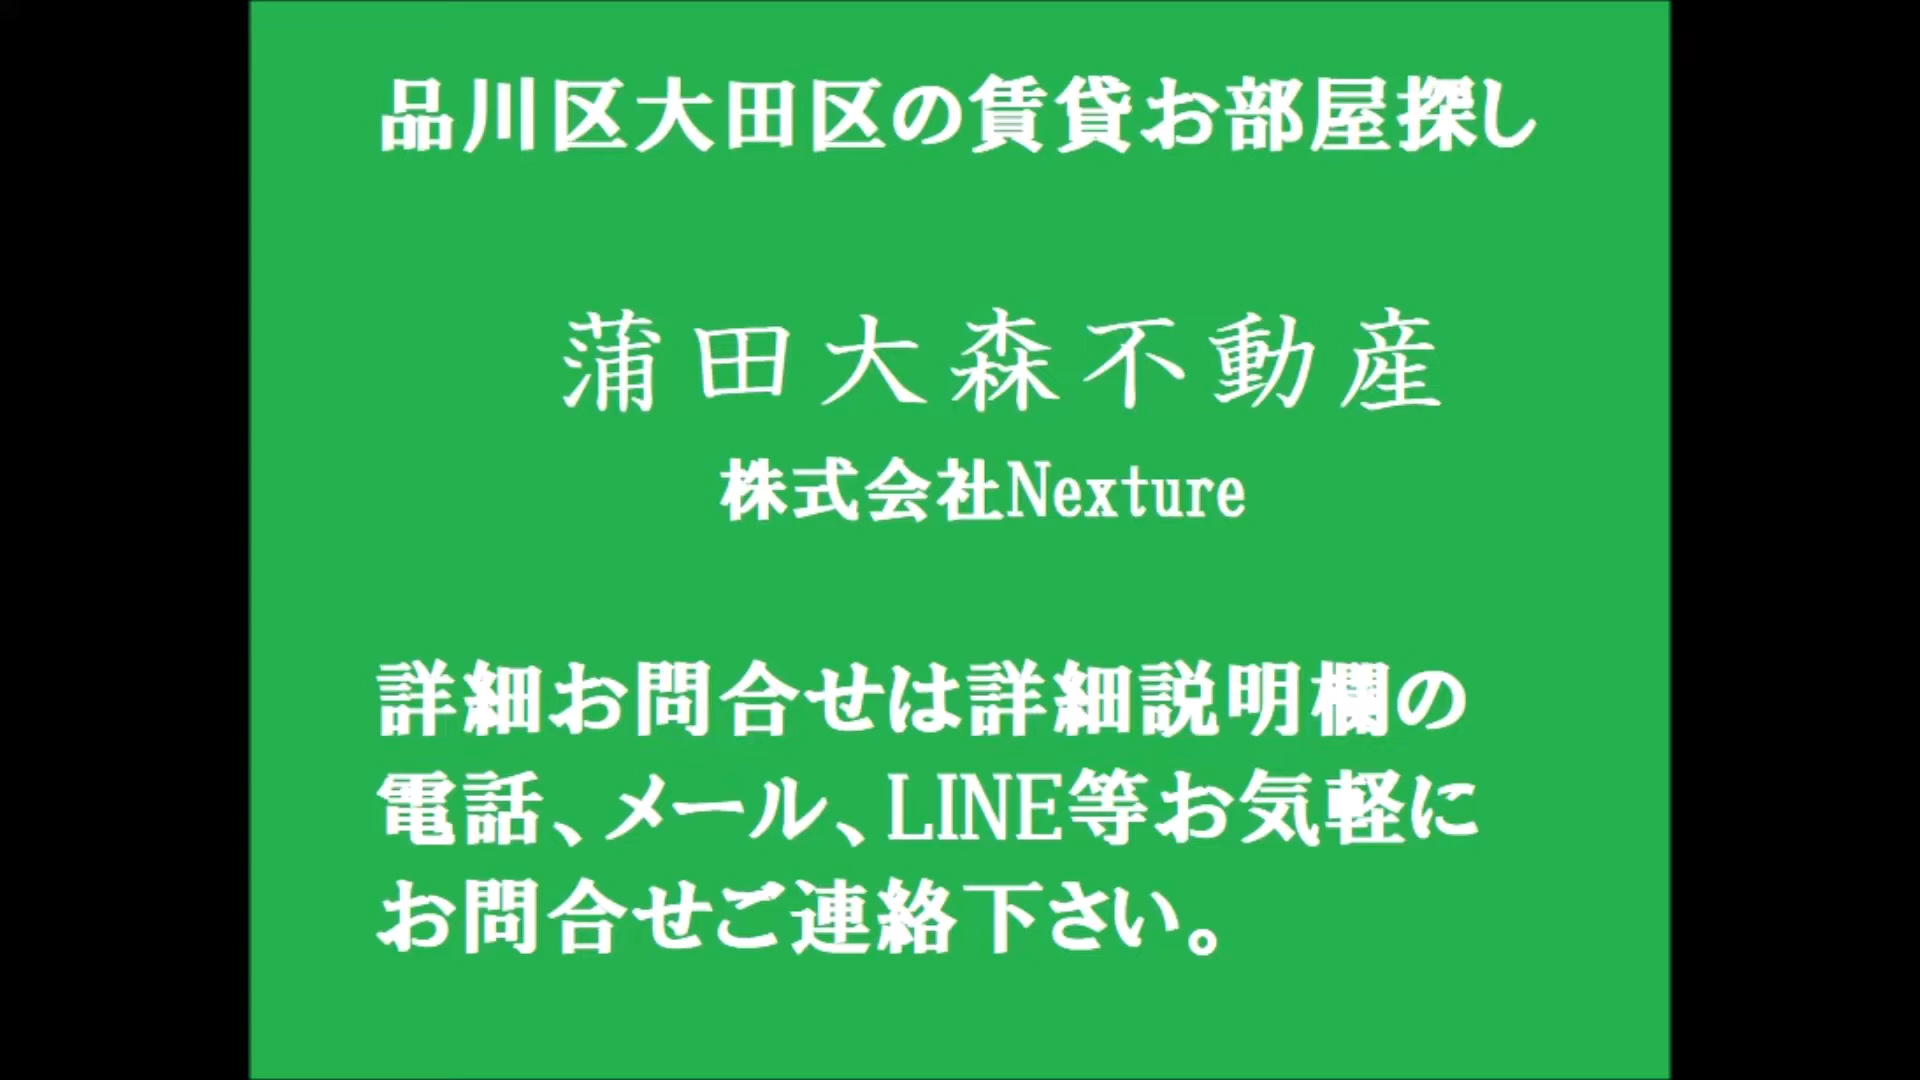 品川区大田区の賃貸お部屋探し
蒲田大森不動産
株式会社Nexture
詳細お問合せは詳細説明欄の
電話、メール、LINE等お気軽に
お問合せご連絡下さい。